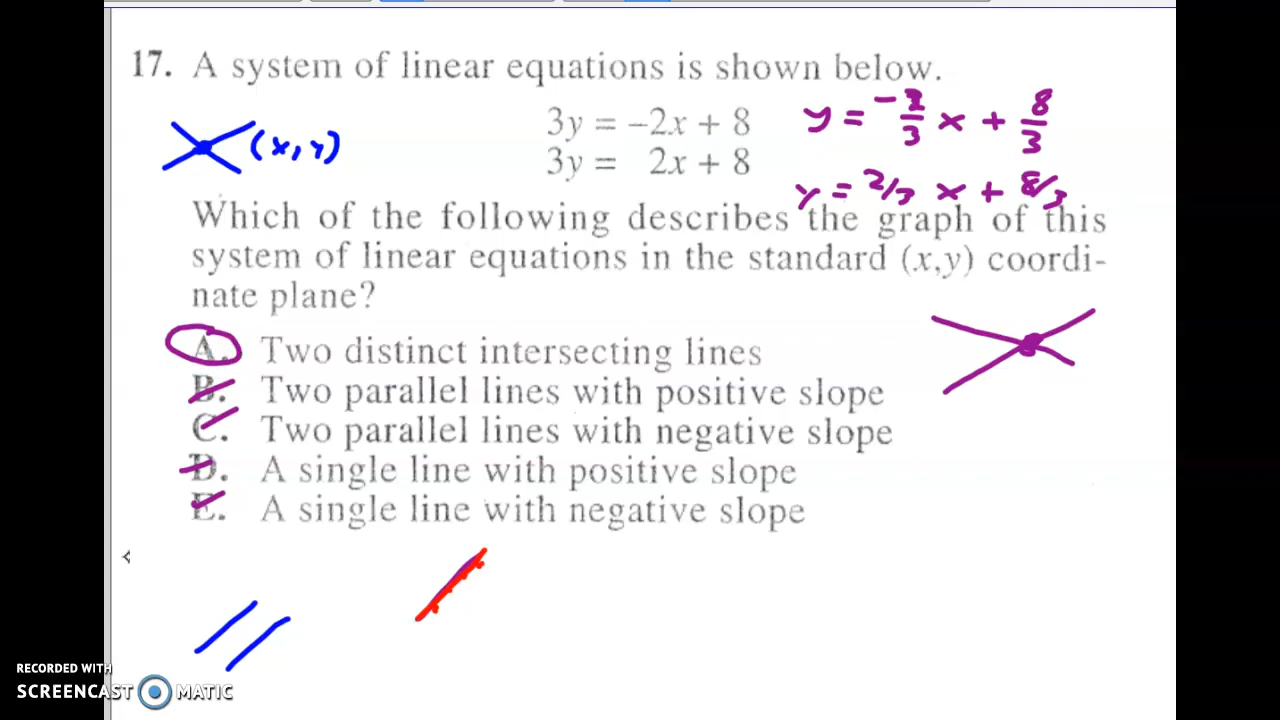 17. A system of linear equations is shown below.
3y = −2x + 8
y = -2/3 x + 8/3
3y = 2x + 8
(x, y)
y = 2/3 x + 8/3
Which of the following describes the graph of this
system of linear equations in the standard (x,y) coordi-
nate plane?
A. Two distinct intersecting lines
B. Two parallel lines with positive slope
C. Two parallel lines with negative slope
D. A single line with positive slope
E. A single line with negative slope
RECORDED WITH
SCREENCAST MATIC